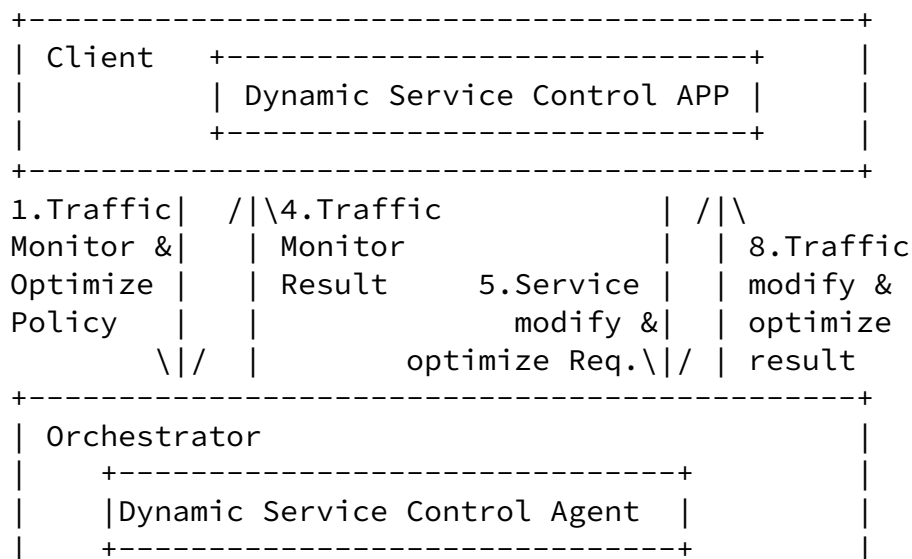 +----------------------------------------------+
| Client   +-----------------------------+     |
|          | Dynamic Service Control APP |     |
|          +-----------------------------+     |
+----------------------------------------------+
1.Traffic|  /|\4.Traffic            | /|\
Monitor &|   | Monitor              |  | 8.Traffic
Optimize |   | Result     5.Service |  | modify &
Policy   |   |              modify &|  | optimize
        \|/  |        optimize Req.\|/ | result
+----------------------------------------------+
| Orchestrator                                 |
|    +-------------------------------+         |
|    |Dynamic Service Control Agent  |         |
|    +-------------------------------+         |